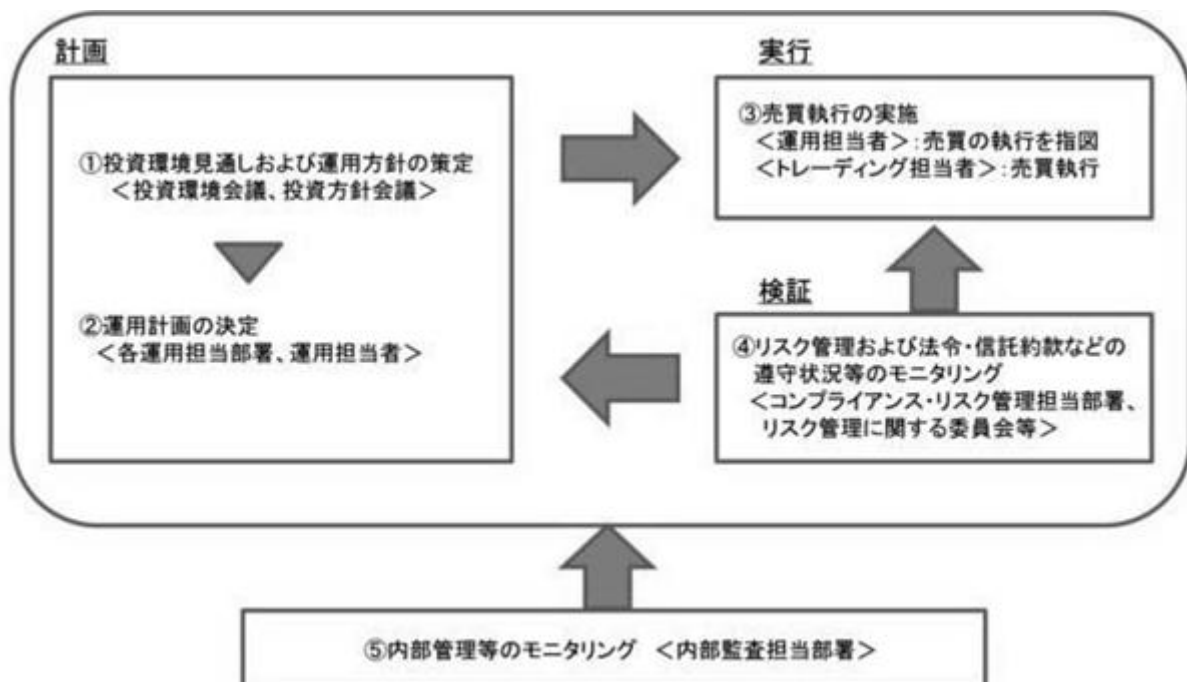 計画
①投資環境見通しおよび運用方針の策定
＜投資環境会議、投資方針会議＞
②運用計画の決定
＜各運用担当部署、運用担当者＞
実行
③売買執行の実施
＜運用担当者＞：売買の執行を指図
＜トレーディング担当者＞：売買執行
検証
④リスク管理および法令・信託約款などの
遵守状況等のモニタリング
＜コンプライアンス・リスク管理担当部署、
リスク管理に関する委員会等＞
⑤内部管理等のモニタリング ＜内部監査担当部署＞